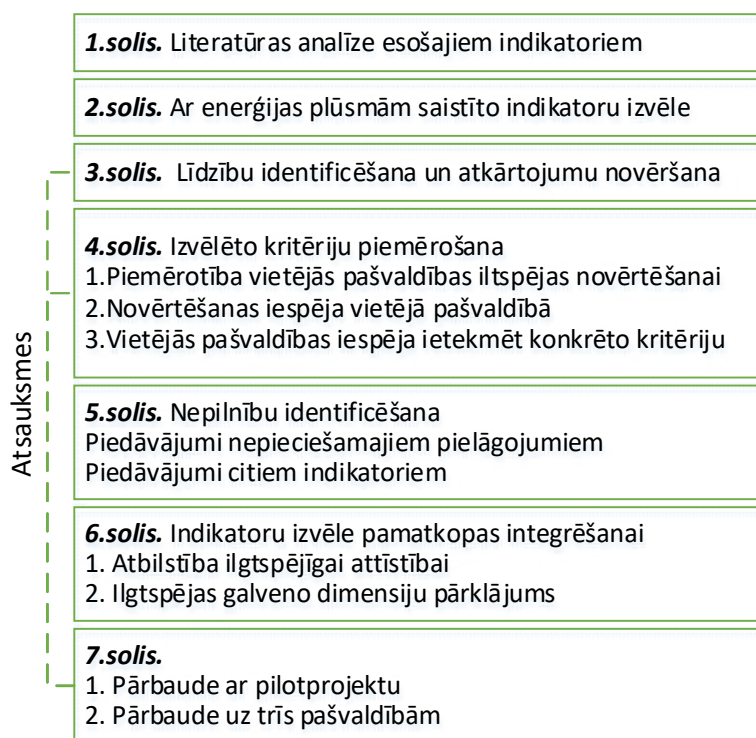 1.solis. Literatūras analīze esošajiem indikatoriem
2.solis. Ar enerģijas plūsmām saistīto indikatoru izvēle
3.solis. Līdzību identificēšana un atkārtojumu novēršana
4.solis. Izvēlēto kritēriju piemērošana
1.Piemērotība vietējās pašvaldības iltspējas novērtēšanai
2.Novērtēšanas iespēja vietējā pašvaldībā
3.Vietējās pašvaldības iespēja ietekmēt konkrēto kritēriju
5.solis. Nepilnību identificēšana
Piedāvājumi nepieciešamajiem pielāgojumiem
Piedāvājumi citiem indikatoriem
6.solis. Indikatoru izvēle pamatkopas integrēšanai
1. Atbilstība ilgtspējīgai attīstībai
2. Ilgtspējas galveno dimensiju pārklājums
7.solis.
1. Pārbaude ar pilotprojektu
2. Pārbaude uz trīs pašvaldībām
Atsauksmes